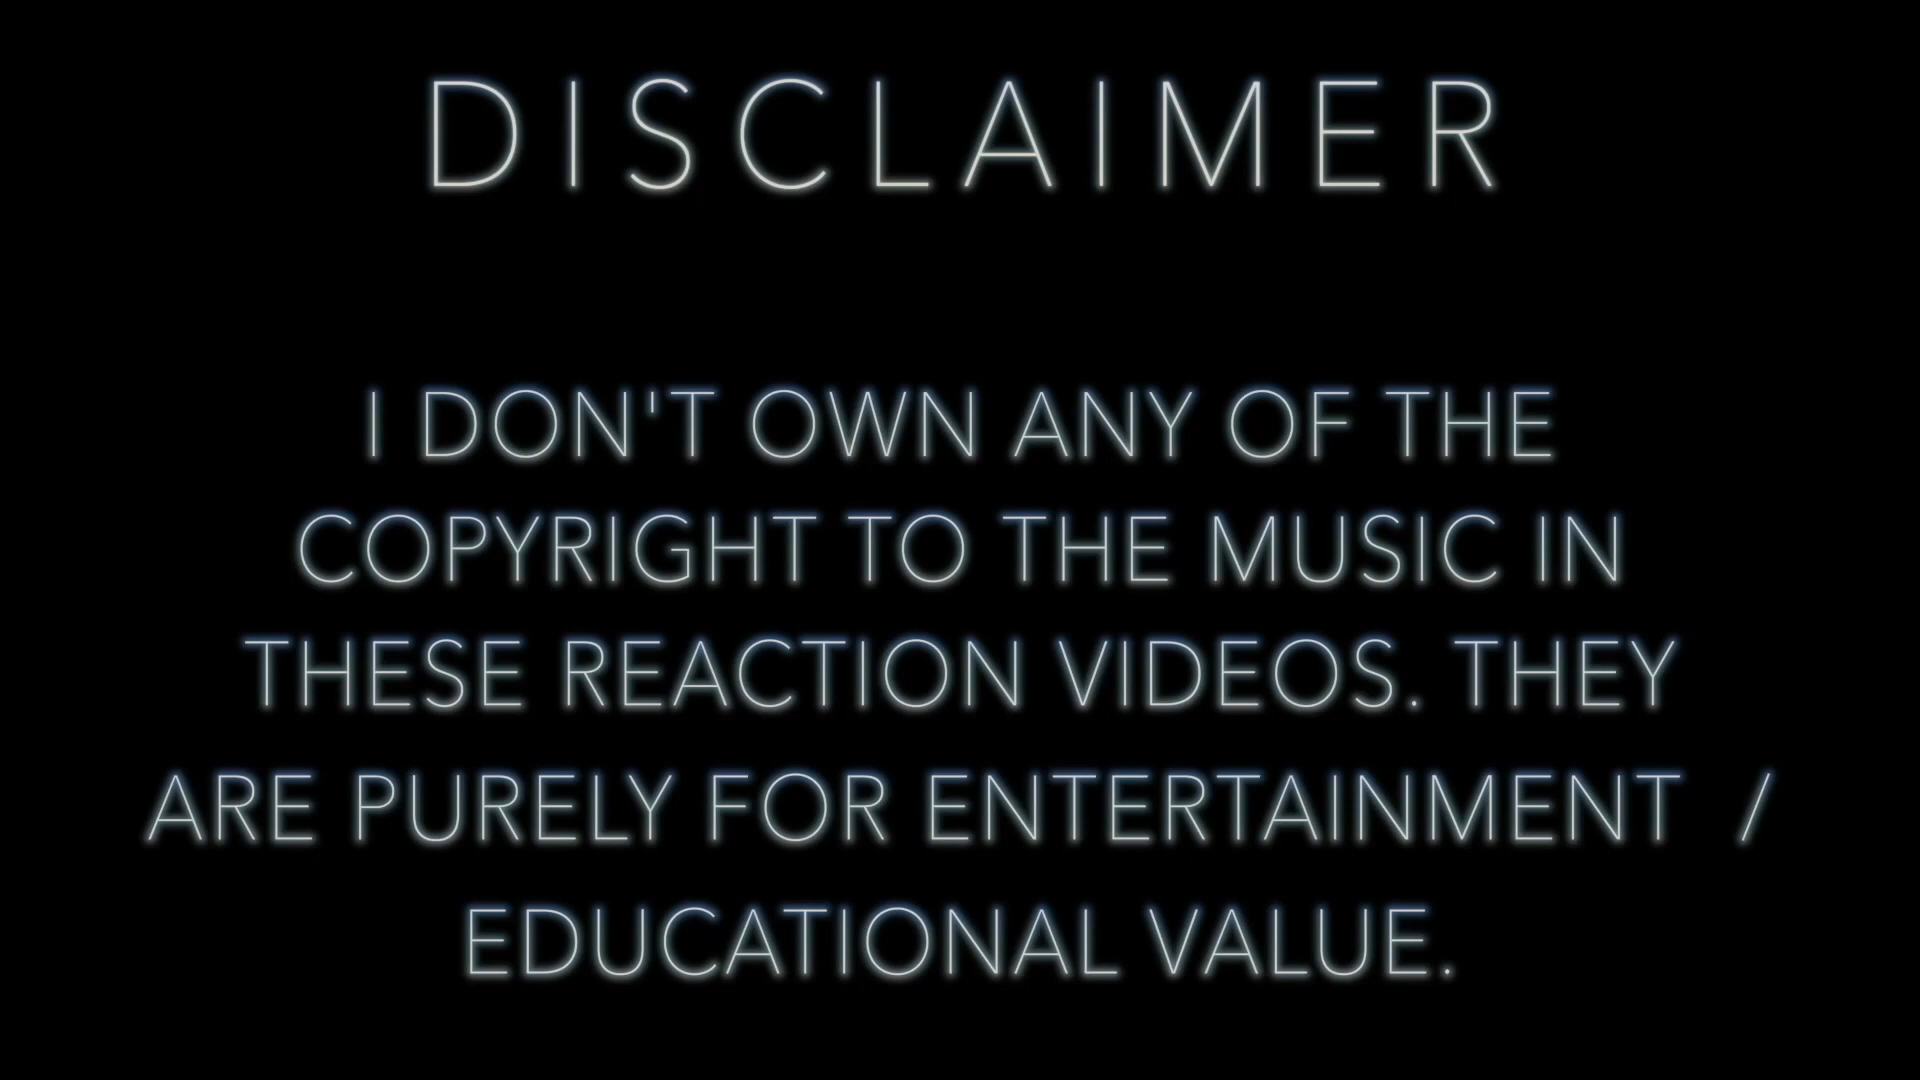 DISCLAIMER
I DON'T OWN ANY OF THE
COPYRIGHT TO THE MUSIC IN
THESE REACTION VIDEOS. THEY
ARE PURELY FOR ENTERTAINMENT /
EDUCATIONAL VALUE.